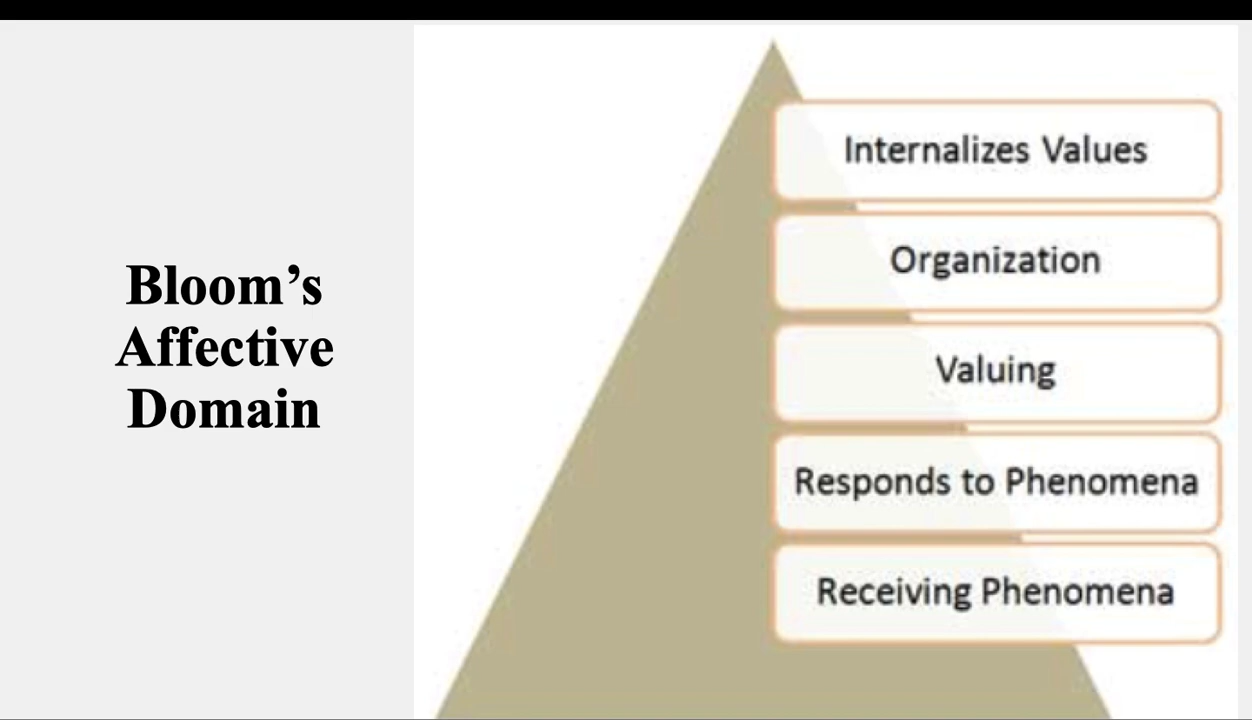 Bloom’s
Affective
Domain
Internalizes Values
Organization
Valuing
Responds to Phenomena
Receiving Phenomena